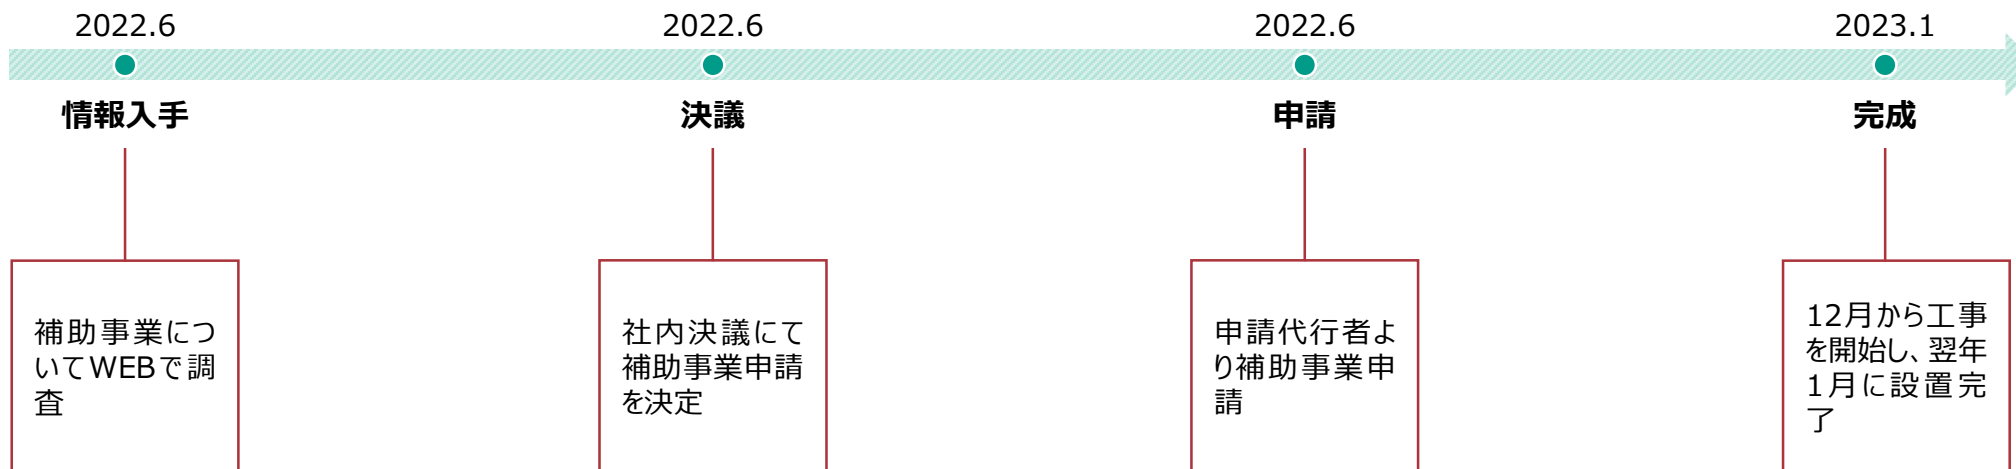 2022.6
2022.6
2022.6
2023.1
情報入手
決議
申請
完成
補助事業につ
いてWEBで調
査
社内決議にて
補助事業申請
を決定
申請代行者よ
り補助事業申
請
12月から工事
を開始し、翌年
1月に設置完
了